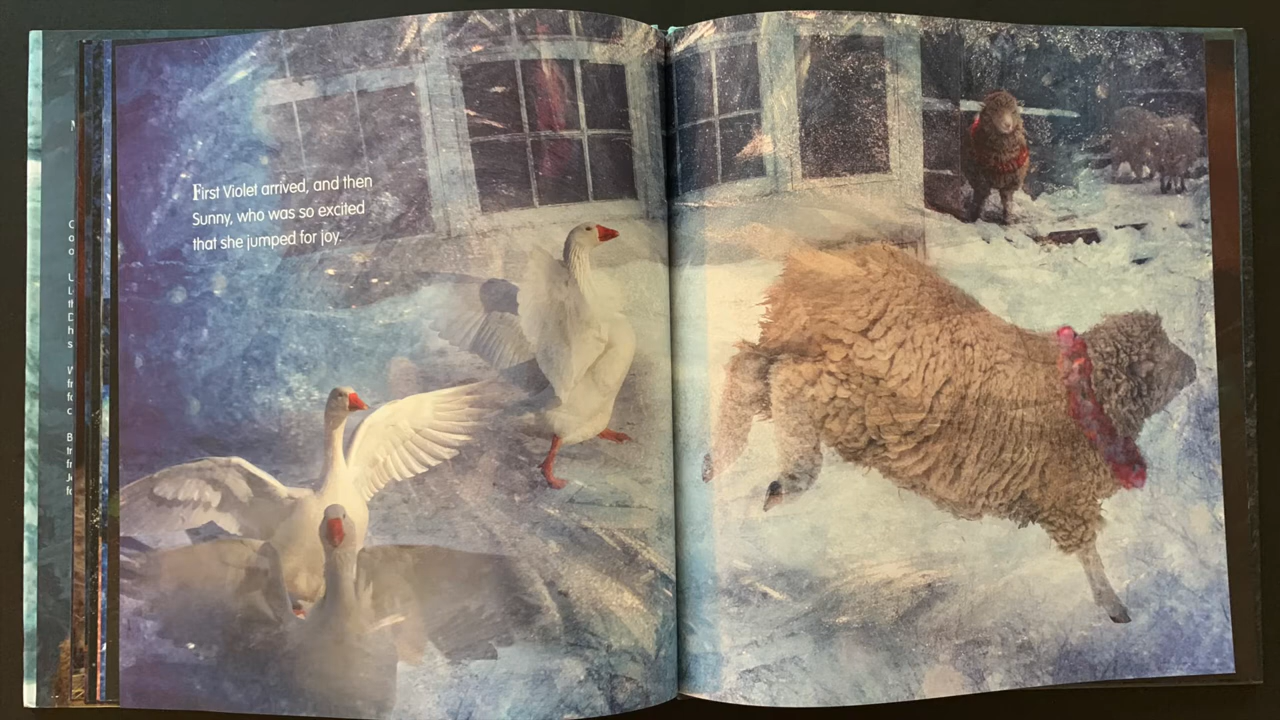 First Violet arrived, and then
Sunny, who was so excited
that she jumped for joy.